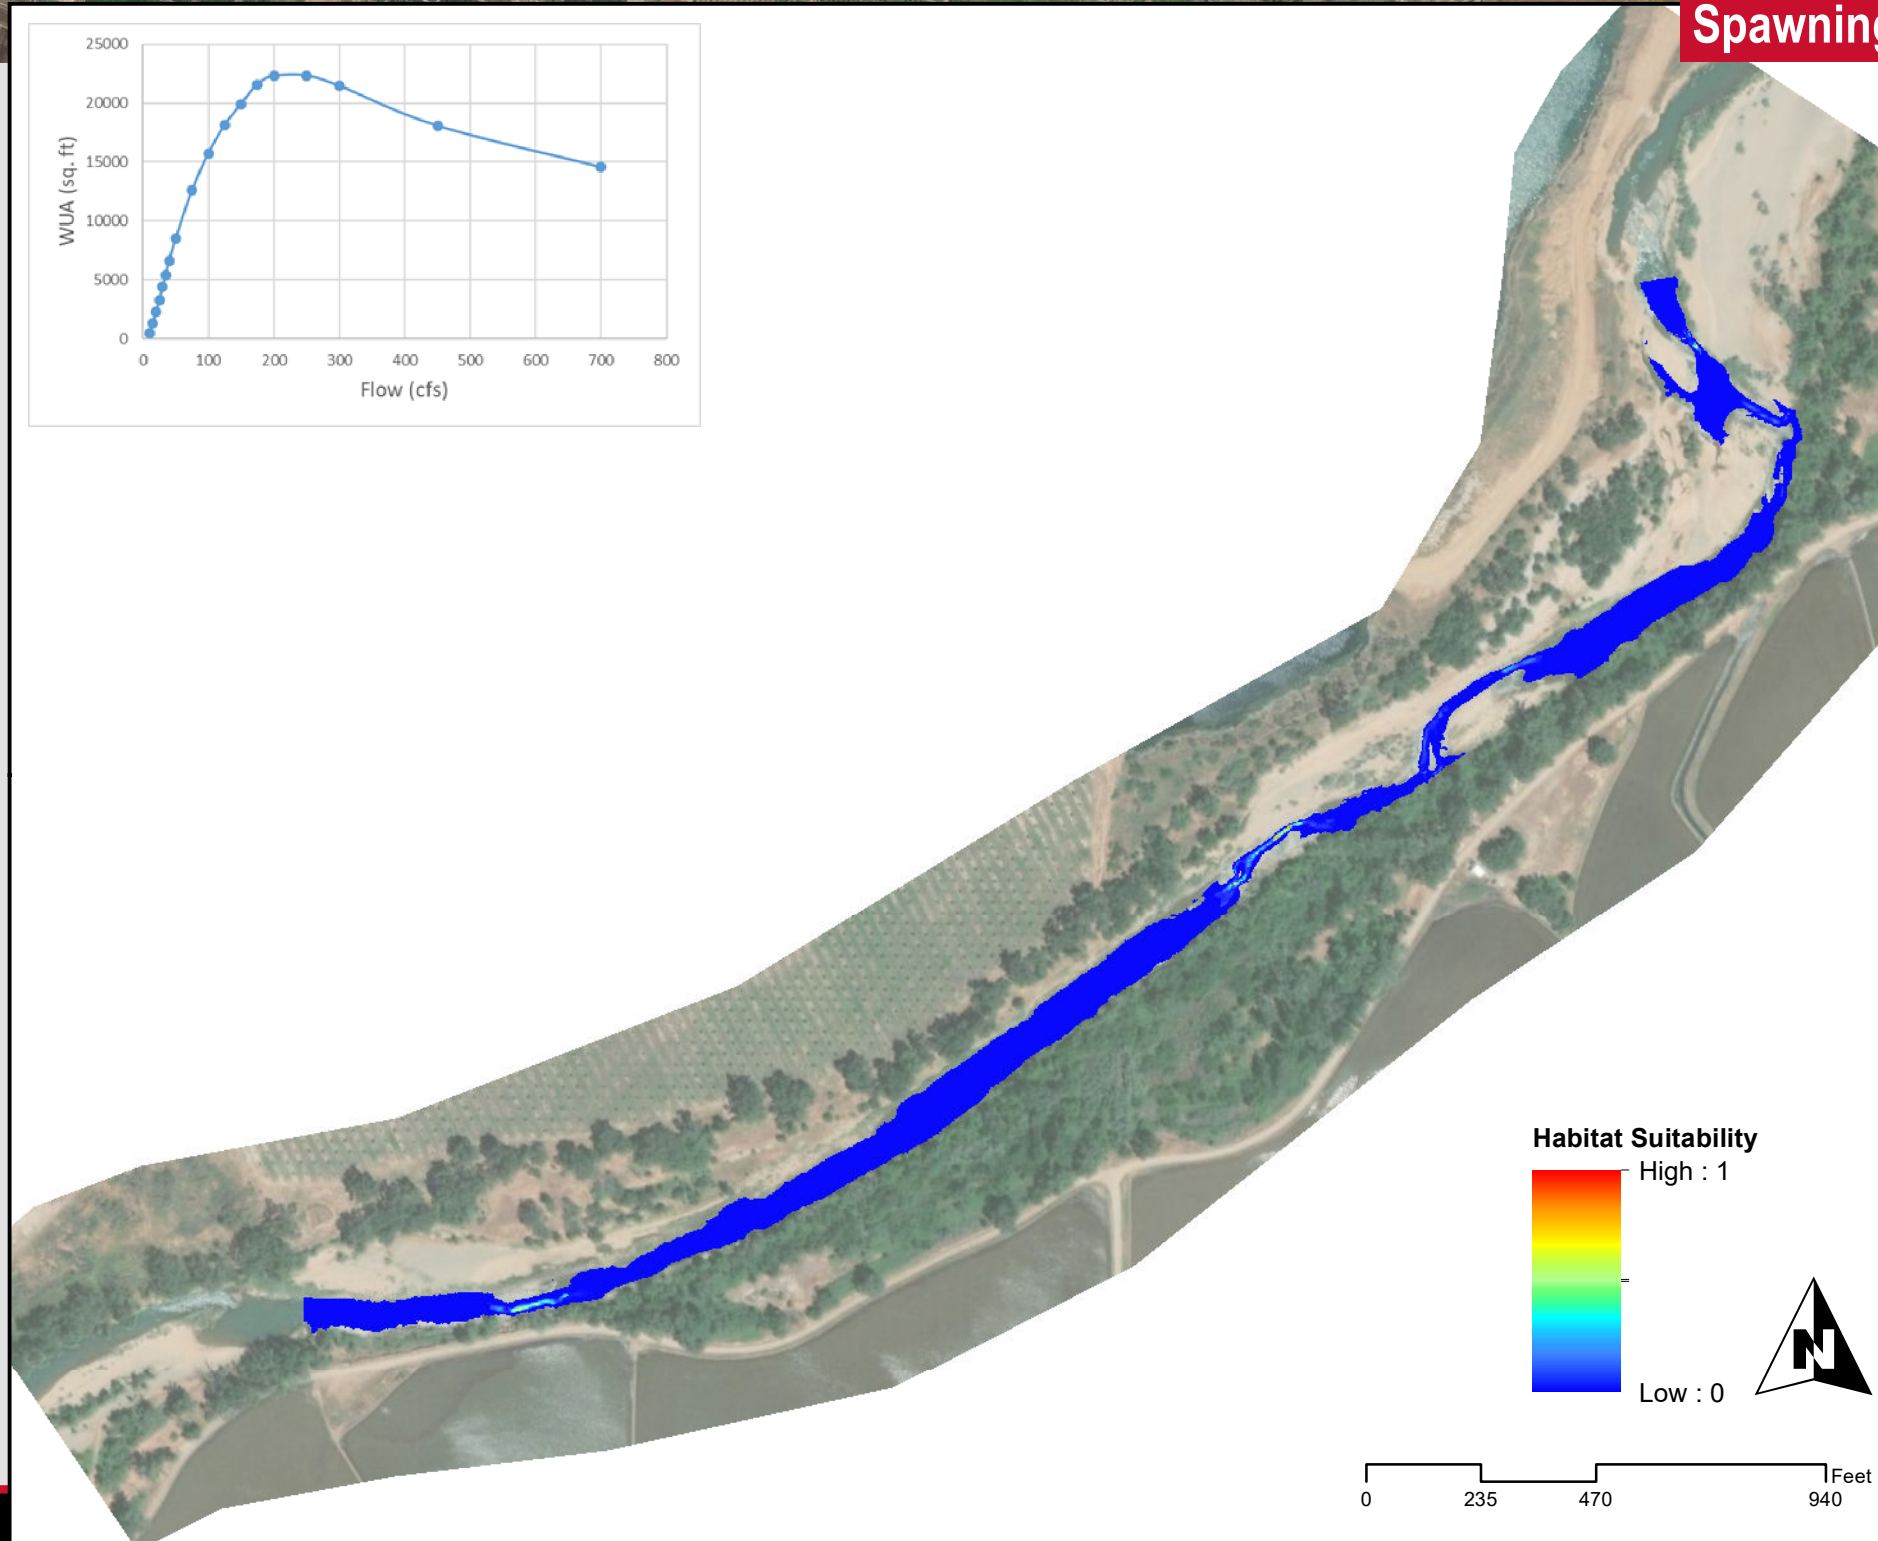 Spawning
25000
20000
15000
10000
5000
0
WUA (sq. ft)
0 100 200 300 400 500 600 700 800
Flow (cfs)
Habitat Suitability
High : 1
Low : 0
N
Feet
0 235 470 940